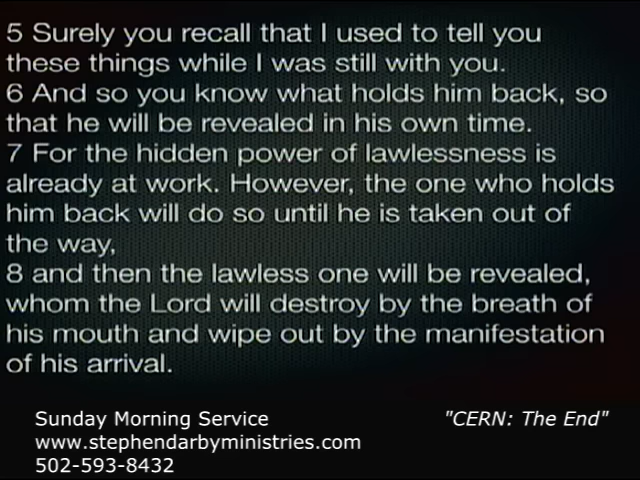 5 Surely you recall that I used to tell you
these things while I was still with you.
6 And so you know what holds him back, so
that he will be revealed in his own time.
7 For the hidden power of lawlessness is
already at work. However, the one who holds
him back will do so until he is taken out of
the way,
8 and then the lawless one will be revealed,
whom the Lord will destroy by the breath of
his mouth and wipe out by the manifestation
of his arrival.
Sunday Morning Service
"CERN: The End"
www.stephendarbyministries.com
502-593-8432